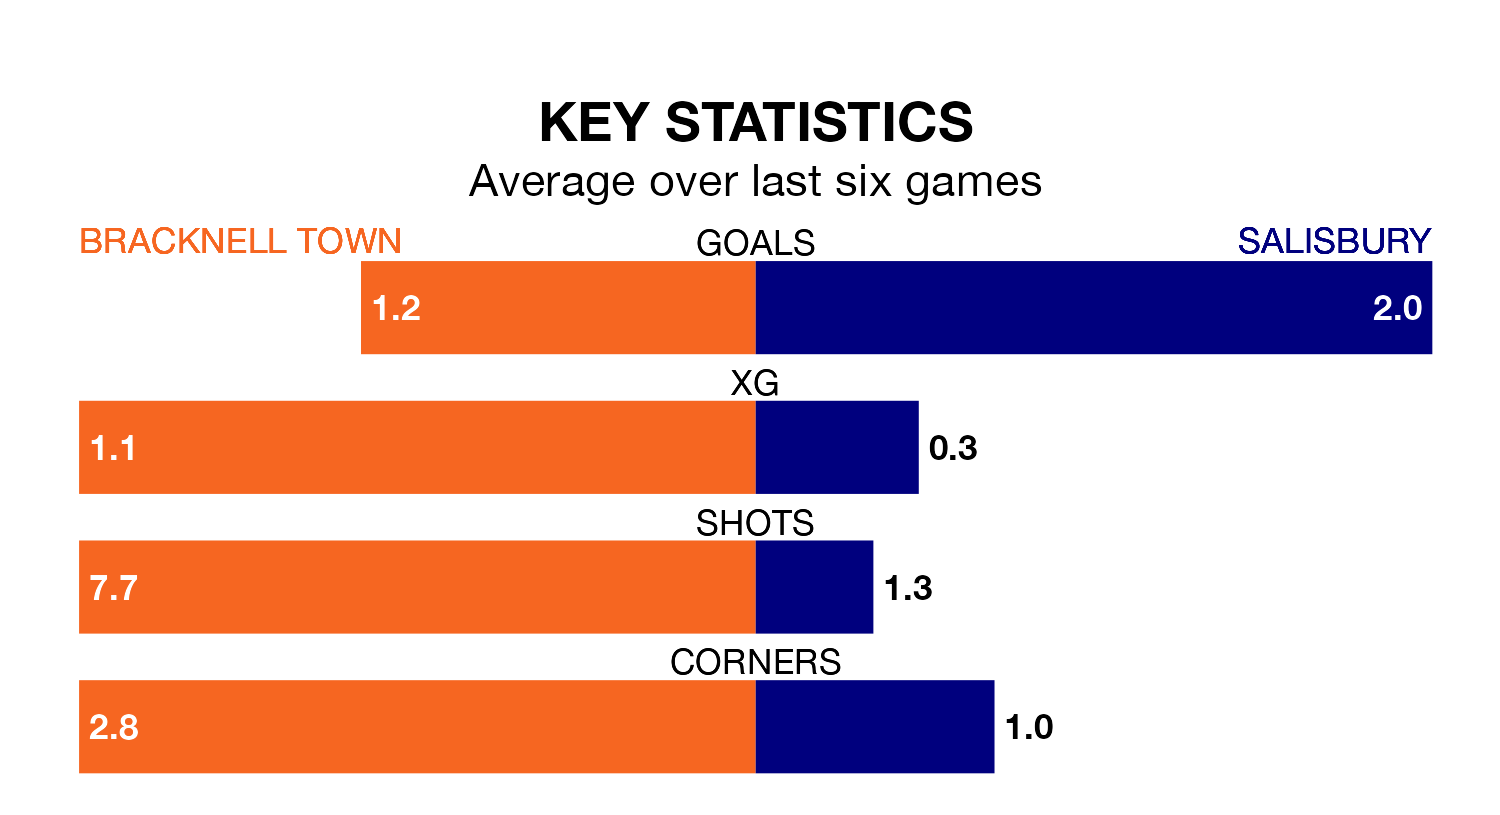 KEY STATISTICS
Average over last six games
BRACKNELL TOWN GOALS SALISBURY
1.2 2.0
XG
1.1 0.3
SHOTS
7.7 1.3
CORNERS
2.8 1.0